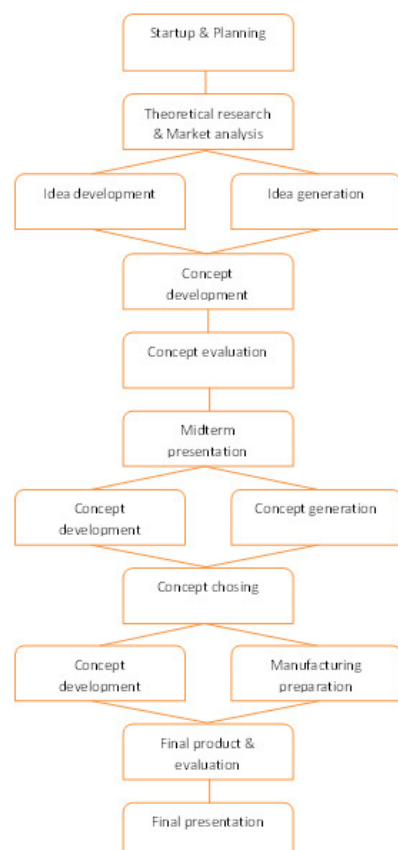 Startup & Planning
Theoretical research
& Market analysis
Idea development
Idea generation
Concept
development
Concept evaluation
Midterm
presentation
Concept
development
Concept generation
Concept chosing
Concept
development
Manufacturing
preparation
Final product &
evaluation
Final presentation